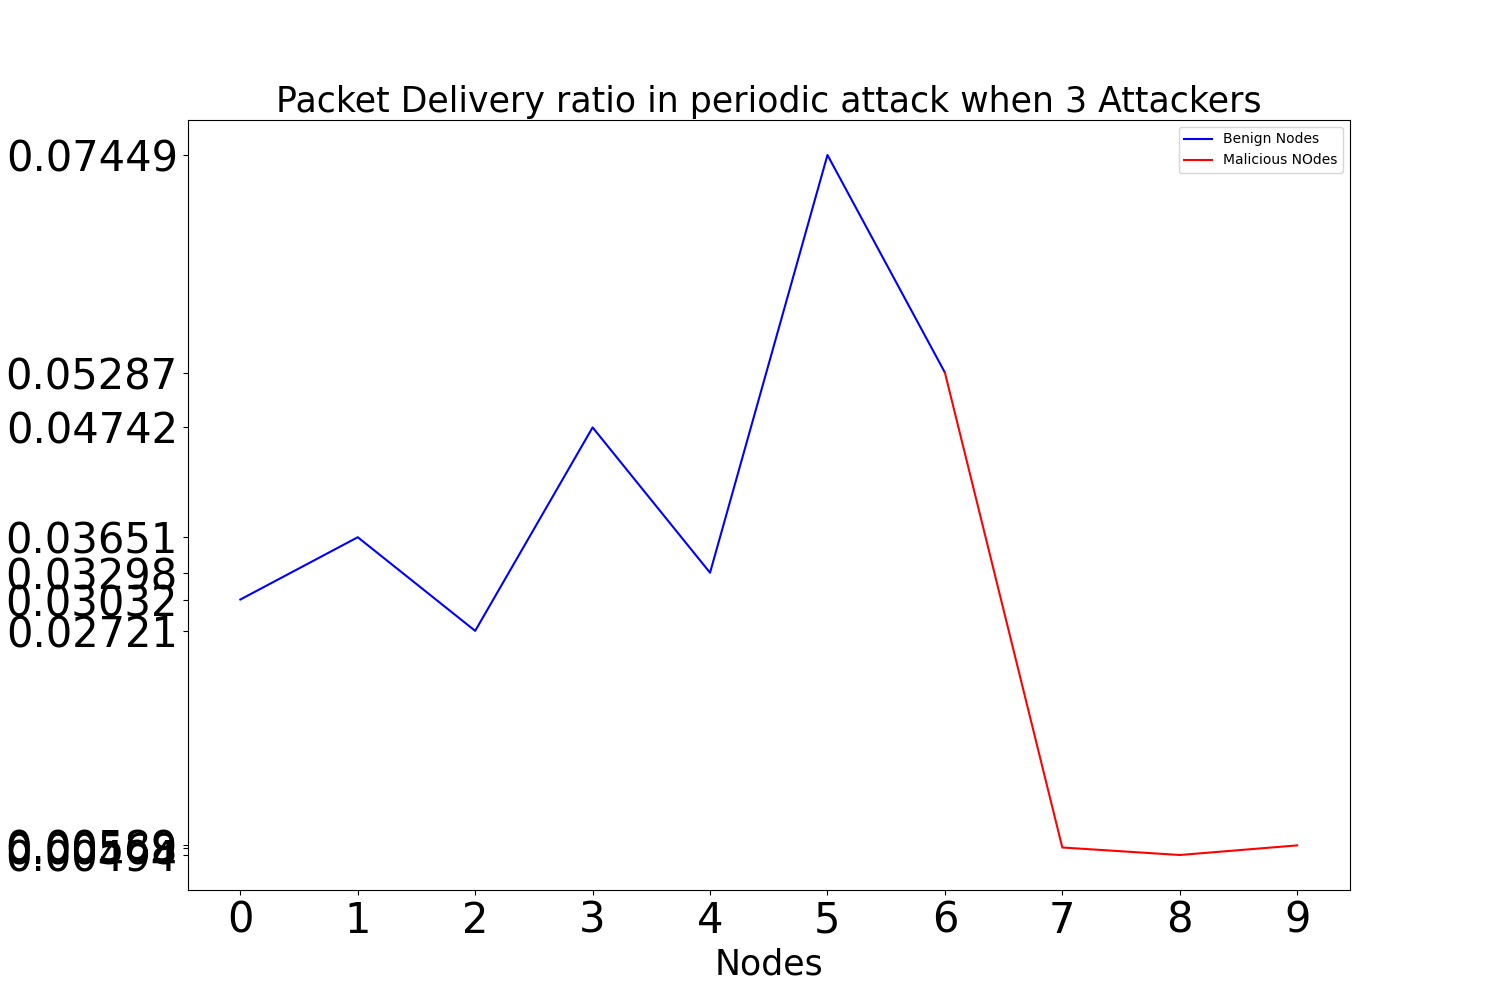 Packet Delivery ratio in periodic attack when 3 Attackers
Benign Nodes
Malicious NOdes
0.07449
0.05287
0.04742
0.03651
0.03298
0.03032
0.02721
0.00494
0 1 2 3 4 5 6 7 8 9
Nodes